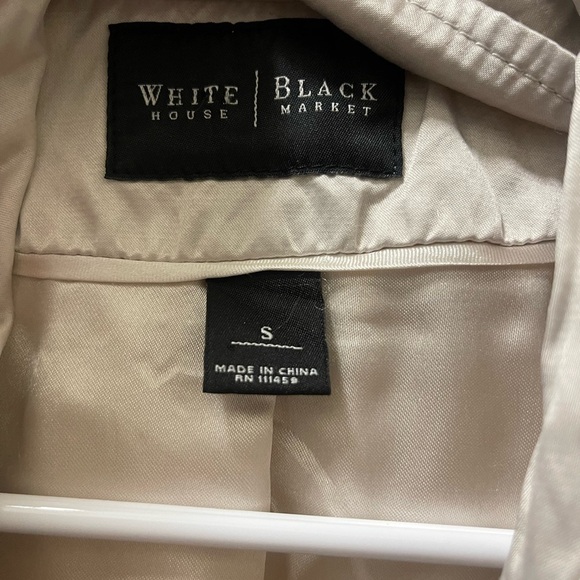 WHITE | BLACK
HOUSE | MARKET
S
MADE IN CHINA
RN 111459